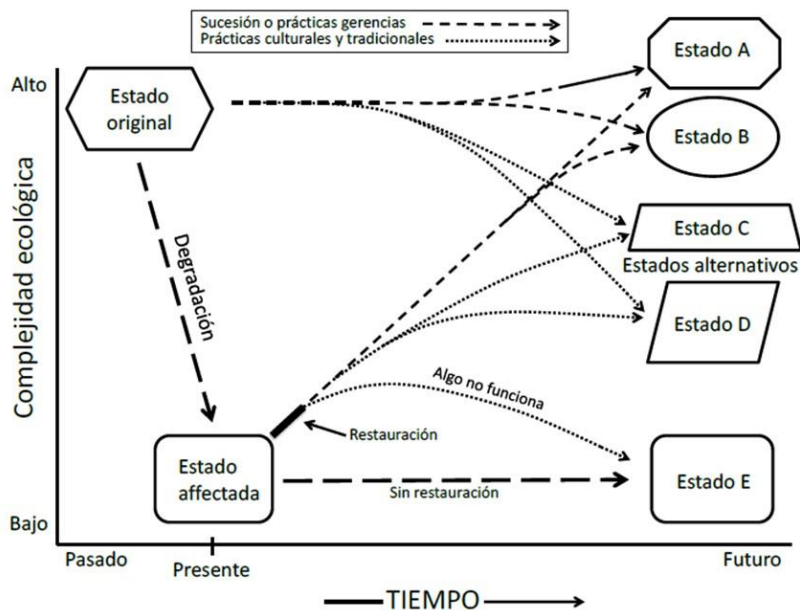 Sucesión o prácticas gerencias
Prácticas culturales y tradicionales
Alto
Complejidad ecológica
Bajo
Estado
original
Degradación
Estado
affectada
Restauración
Sin restauración
Algo no funciona
Estado A
Estado B
Estado C
Estados alternativos
Estado D
Estado E
Pasado
Presente
Futuro
TIEMPO